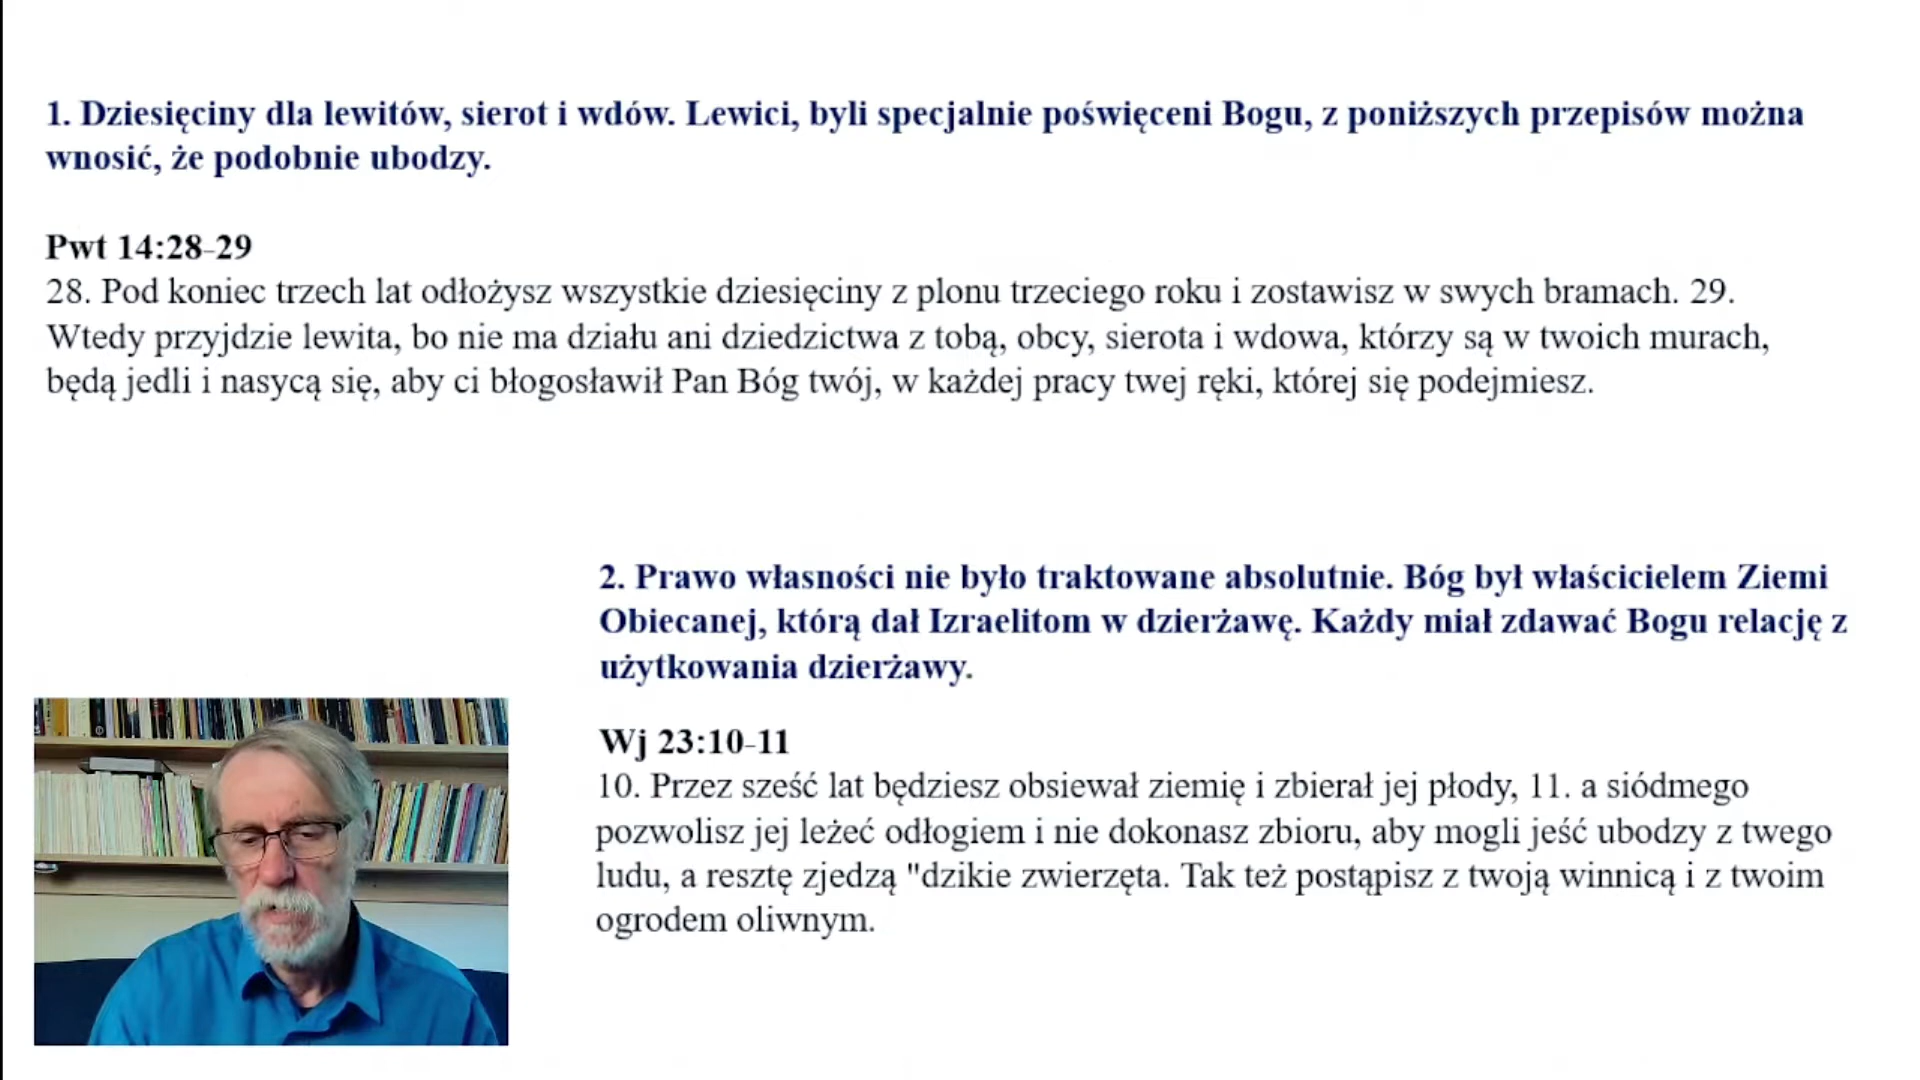 1. Dziesięciny dla lewitów, sierot i wdów. Lewici, byli specjalnie poświęceni Bogu, z poniższych przepisów można
wnosić, że podobnie ubodzy.
Pwt 14:28-29
28. Pod koniec trzech lat odłożysz wszystkie dziesięciny z plonu trzeciego roku i zostawisz w swych bramach. 29.
Wtedy przyjdzie lewita, bo nie ma działu ani dziedzictwa z tobą, obcy, sierota i wdowa, którzy są w twoich murach,
będą jedli i nasycą się, aby ci błogosławił Pan Bóg twój, w każdej pracy twej ręki, której się podejmiesz.
2. Prawo własności nie było traktowane absolutnie. Bóg był właścicielem Ziemi
Obiecanej, którą dał Izraelitom w dzierżawę. Każdy miał zdawać Bogu relację z
użytkowania dzierżawy.
Wj 23:10-11
10. Przez sześć lat będziesz obsiewał ziemię i zbierał jej płody, 11. a siódmego
pozwolisz jej leżeć odłogiem i nie dokonasz zbioru, aby mogli jeść ubodzy z twego
ludu, a resztę zjedzą "dzikie zwierzęta. Tak też postąpisz z twoją winnicą i z twoim
ogrodem oliwnym.